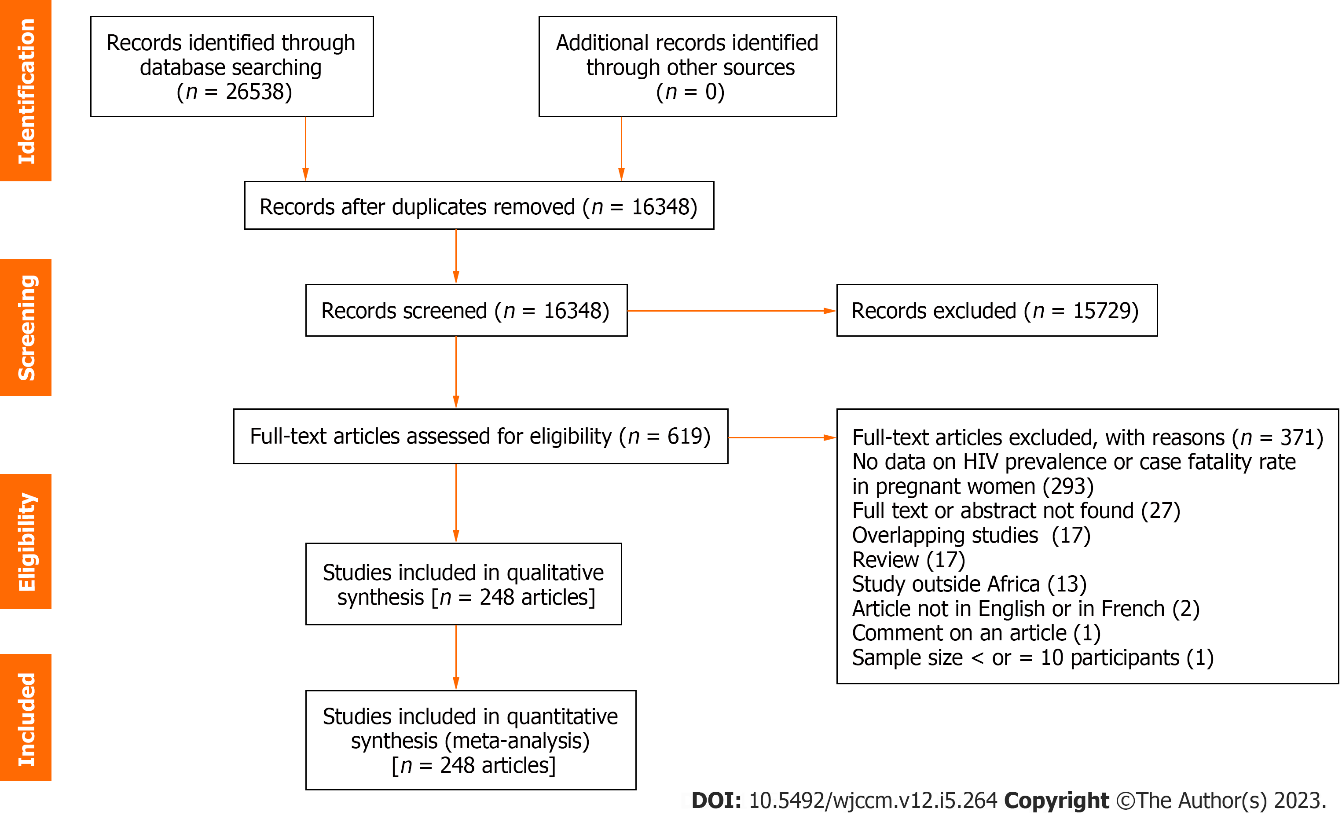 Identification
Records identified through
database searching
(n = 26538)
Additional records identified
through other sources
(n = 0)
Records after duplicates removed (n = 16348)
Screening
Records screened (n = 16348)
Records excluded (n = 15729)
Full-text articles assessed for eligibility (n = 619)
Full-text articles excluded, with reasons (n = 371)
No data on HIV prevalence or case fatality rate
in pregnant women (293)
Full text or abstract not found (27)
Overlapping studies (17)
Review (17)
Study outside Africa (13)
Article not in English or in French (2)
Comment on an article (1)
Sample size < or = 10 participants (1)
Eligibility
Studies included in qualitative
synthesis [n = 248 articles]
Included
Studies included in quantitative
synthesis (meta-analysis)
[n = 248 articles]
DOI: 10.5492/wjccm.v12.i5.264 Copyright ©The Author(s) 2023.